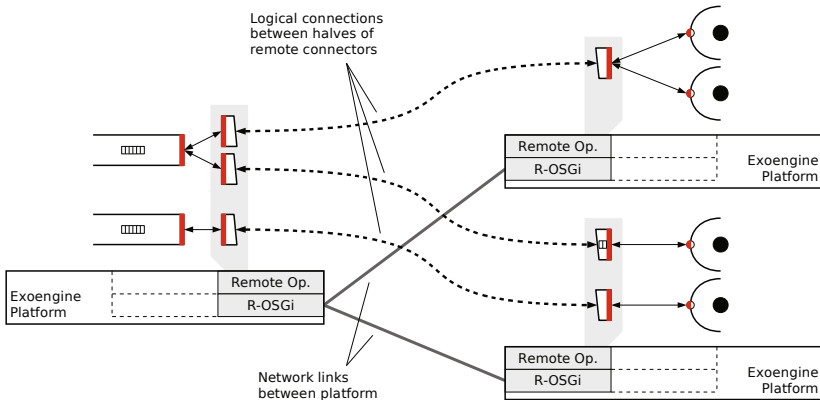 Logical connections
between halves of
remote connectors
Remote Op.
R-OSGi
Exoengine
Platform
Exoengine
Platform
Remote Op.
R-OSGi
Network links
between platform
Remote Op.
R-OSGi
Exoengine
Platform